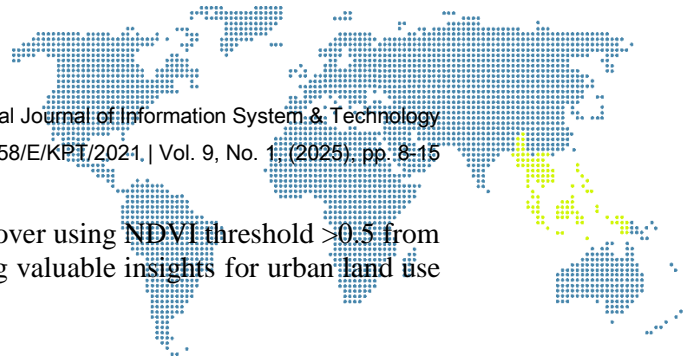 al Journal of Information System & Technology
58/E/KPT/2021 | Vol. 9, No. 1, (2025), pp. 8-15
over using NDVI threshold >0.5 from
g valuable insights for urban land use